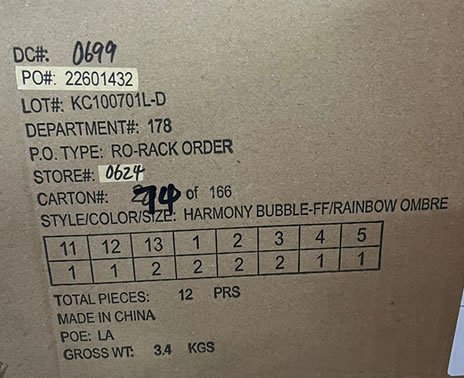 DC#: 0699
PO#: 22601432
LOT#: KC100701L-D
DEPARTMENT#: 178
P.O. TYPE: RO-RACK ORDER
STORE#: 0624
CARTON#: 74 of 166
STYLE/COLOR/SIZE: HARMONY BUBBLE-FF/RAINBOW OMBRE
11 12 13 1 2 3 4 5
1 1 2 2 2 2 1 1
TOTAL PIECES: 12 PRS
MADE IN CHINA
POE: LA
GROSS WT: 3.4 KGS